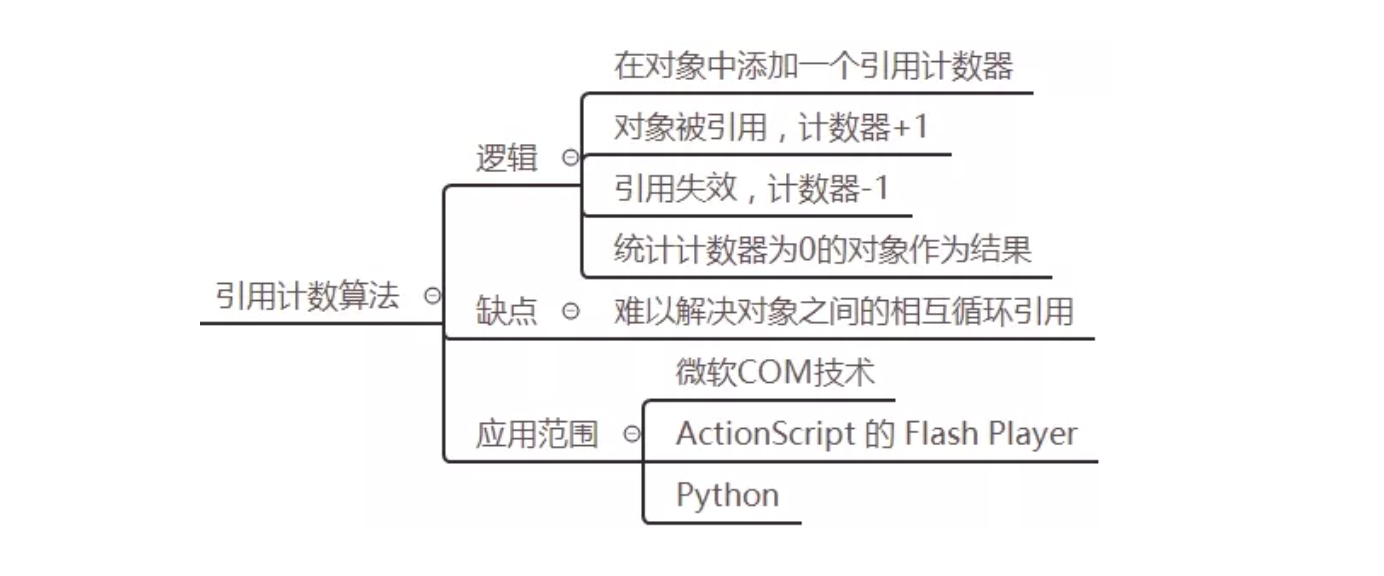 引用计数算法
逻辑
在对象中添加一个引用计数器
对象被引用，计数器+1
引用失效，计数器-1
统计计数器为0的对象作为结果
缺点
难以解决对象之间的相互循环引用
应用范围
微软COM技术
ActionScript 的 Flash Player
Python